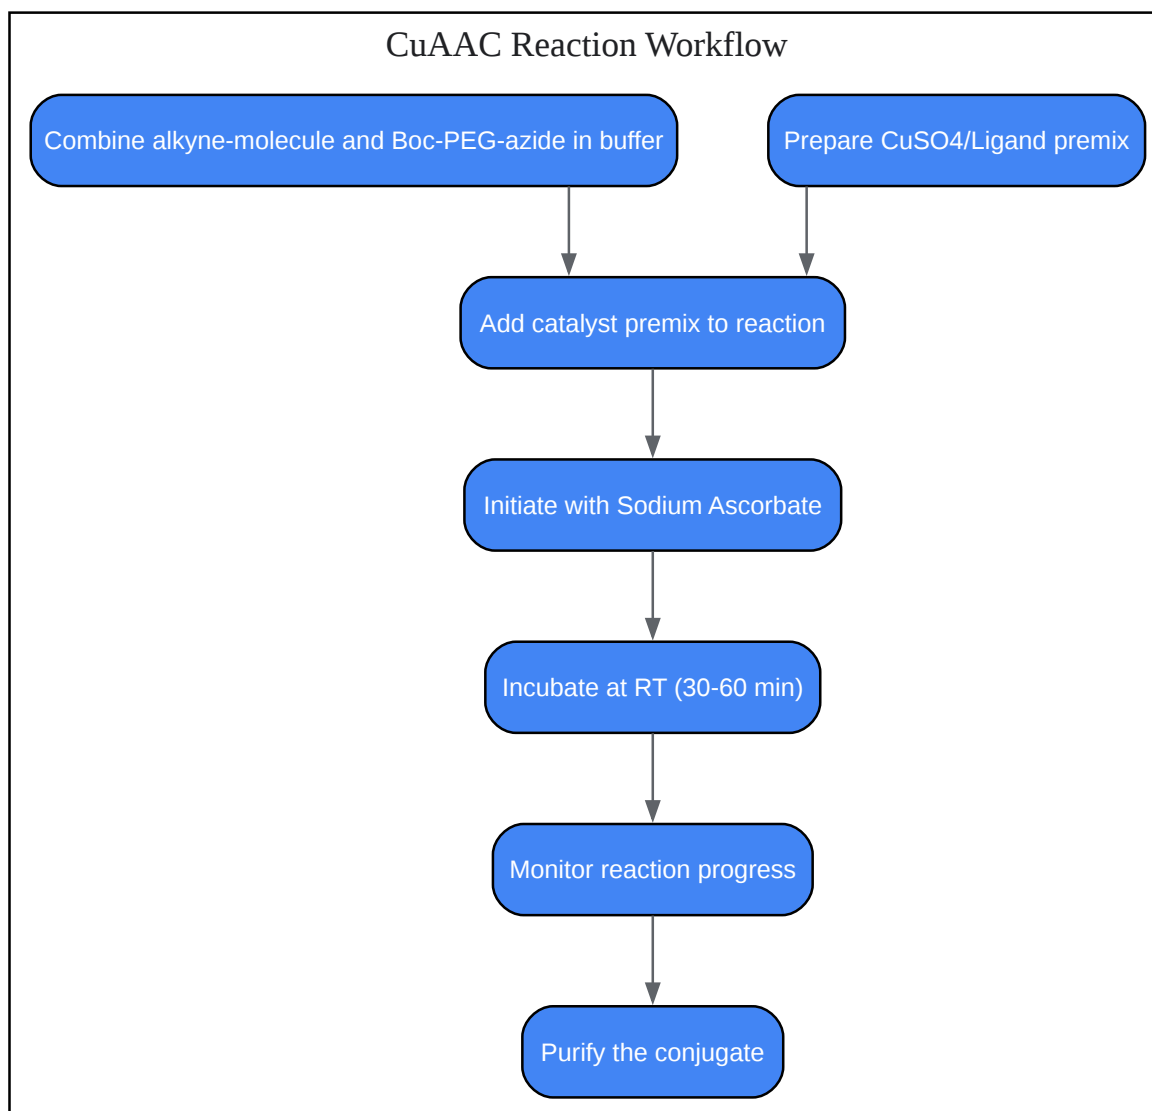 CuAAC Reaction Workflow
Combine alkyne-molecule and Boc-PEG-azide in buffer
Prepare CuSO4/Ligand premix
Add catalyst premix to reaction
Initiate with Sodium Ascorbate
Incubate at RT (30-60 min)
Monitor reaction progress
Purify the conjugate